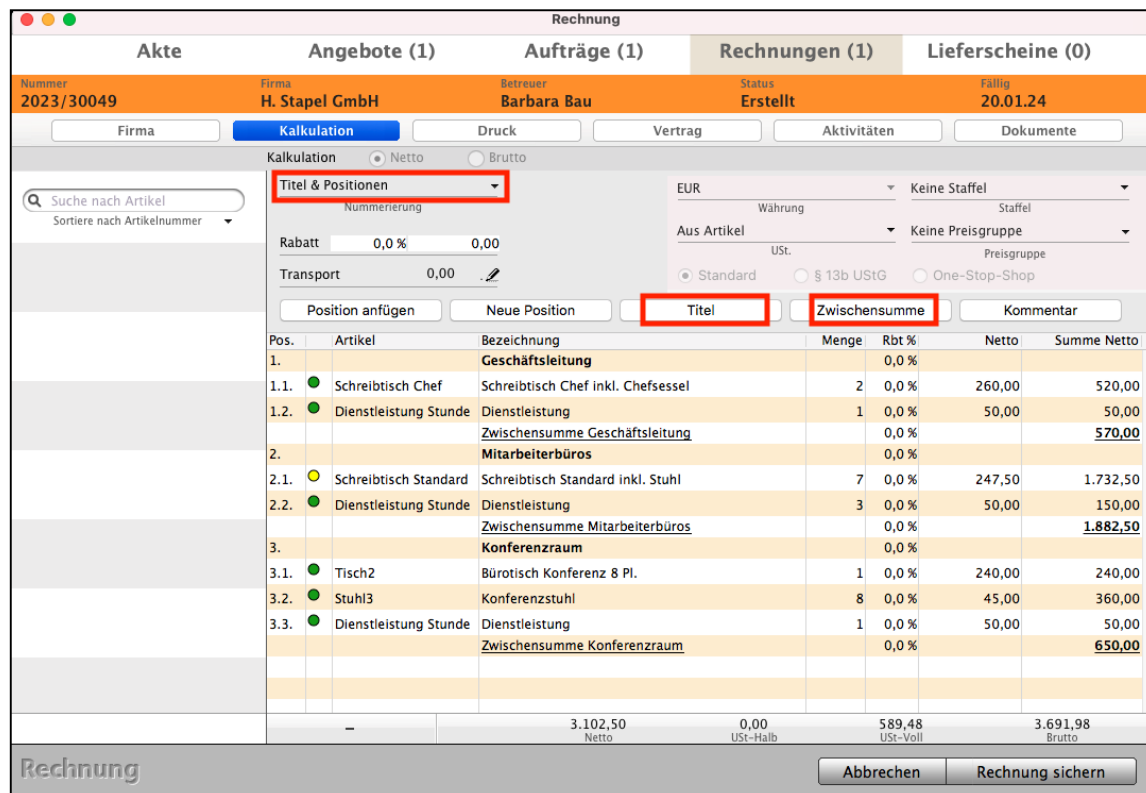 Rechnung
Akte Angebote (1) Aufträge (1) Rechnungen (1) Lieferscheine (0)
Nummer Firma Betreuer Status Fällig
2023/30049 H. Stapel GmbH Barbara Bau Erstellt 20.01.24
Firma Kalkulation Druck Vertrag Aktivitäten Dokumente
Kalkulation Netto Brutto
Titel & Positionen EUR Keine Staffel
Suche nach Artikel Nummerierung Währung Staffel
Sortiere nach Artikelnummer Aus Artikel Keine Preisgruppe
Rabatt 0,0 % 0,00 USt. Preisgruppe
Transport 0,00 Standard § 13b UStG One-Stop-Shop
Position anfügen Neue Position Titel Zwischensumme Kommentar
Pos. Artikel Bezeichnung Menge Rbt % Netto Summe Netto
1. Geschäftsleitung 0,0 %
1.1. Schreibtisch Chef Schreibtisch Chef inkl. Chefsessel 2 0,0 % 260,00 520,00
1.2. Dienstleistung Stunde Dienstleistung 1 0,0 % 50,00 50,00
Zwischensumme Geschäftsleitung 0,0 % 570,00
2. Mitarbeiterbüros 0,0 %
2.1. Schreibtisch Standard Schreibtisch Standard inkl. Stuhl 7 0,0 % 247,50 1.732,50
2.2. Dienstleistung Stunde Dienstleistung 3 0,0 % 50,00 150,00
Zwischensumme Mitarbeiterbüros 0,0 % 1.882,50
3. Konferenzraum 0,0 %
3.1. Tisch2 Bürotisch Konferenz 8 Pl. 1 0,0 % 240,00 240,00
3.2. Stuhl3 Konferenzstuhl 8 0,0 % 45,00 360,00
3.3. Dienstleistung Stunde Dienstleistung 1 0,0 % 50,00 50,00
Zwischensumme Konferenzraum 0,0 % 650,00
– 3.102,50 0,00 589,48 3.691,98
Netto USt-Halb USt-Voll Brutto
Rechnung Abbrechen Rechnung sichern